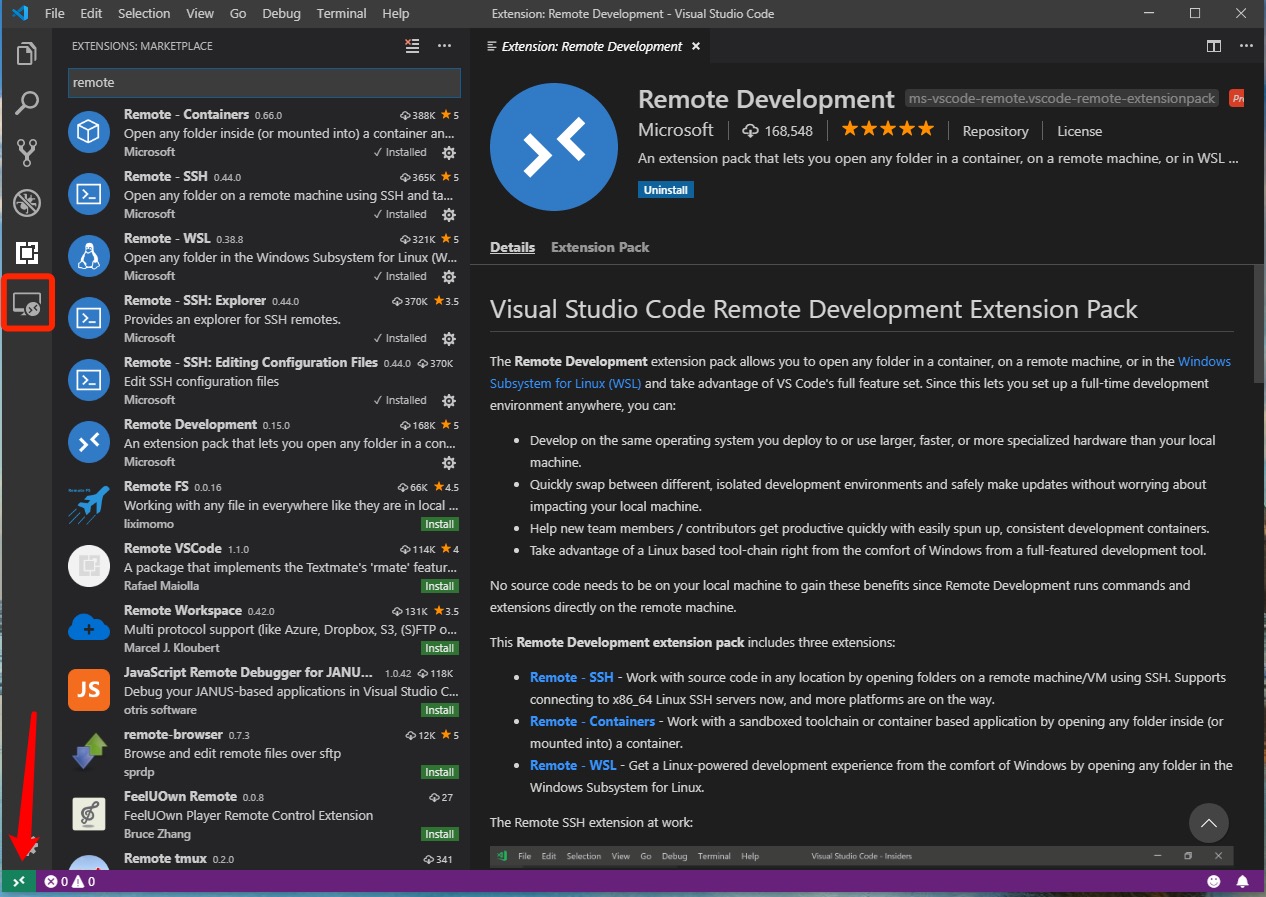 File Edit Selection View Go Debug Terminal Help
Extension: Remote Development - Visual Studio Code
EXTENSIONS: MARKETPLACE
remote
Remote - Containers 0.66.0 388K ★ 5
Open any folder inside (or mounted into) a container an...
Microsoft ✓ Installed
Remote - SSH 0.44.0 365K ★ 5
Open any folder on a remote machine using SSH and ta...
Microsoft ✓ Installed
Remote - WSL 0.38.8 321K ★ 5
Open any folder in the Windows Subsystem for Linux (W...
Microsoft ✓ Installed
Remote - SSH: Explorer 0.44.0 370K ★ 3.5
Provides an explorer for SSH remotes.
Microsoft ✓ Installed
Remote - SSH: Editing Configuration Files 0.44.0 370K
Edit SSH configuration files
Microsoft ✓ Installed
Remote Development 0.15.0 168K ★ 5
An extension pack that lets you open any folder in a con...
Microsoft
Remote FS 0.0.16 66K ★ 4.5
Working with any file in everywhere like they are in local ...
liximomo Install
Remote VSCode 1.1.0 114K ★ 4
A package that implements the Textmate's 'rmate' featur...
Rafael Maiolla Install
Remote Workspace 0.42.0 131K ★ 3.5
Multi protocol support (like Azure, Dropbox, S3, (S)FTP o...
Marcel J. Kloubert Install
JS
JavaScript Remote Debugger for JANU... 1.0.42 118K
Debug your JANUS-based applications in Visual Studio C...
otris software Install
remote-browser 0.7.3 12K ★ 5
Browse and edit remote files over sftp
sprdp Install
FeelUOwn Remote 0.0.8 27
FeelUOwn Player Remote Control Extension
Bruce Zhang Install
Remote tmux 0.2.0 341
Extension: Remote Development
Remote Development ms-vscode-remote.vscode-remote-extensionpack Pr
Microsoft 168,548 ★★★★★ Repository License
An extension pack that lets you open any folder in a container, on a remote machine, or in WSL ...
Uninstall
Details Extension Pack
Visual Studio Code Remote Development Extension Pack
The Remote Development extension pack allows you to open any folder in a container, on a remote machine, or in the Windows
Subsystem for Linux (WSL) and take advantage of VS Code's full feature set. Since this lets you set up a full-time development
environment anywhere, you can:
• Develop on the same operating system you deploy to or use larger, faster, or more specialized hardware than your local
machine.
• Quickly swap between different, isolated development environments and safely make updates without worrying about
impacting your local machine.
• Help new team members / contributors get productive quickly with easily spun up, consistent development containers.
• Take advantage of a Linux based tool-chain right from the comfort of Windows from a full-featured development tool.
No source code needs to be on your local machine to gain these benefits since Remote Development runs commands and
extensions directly on the remote machine.
This Remote Development extension pack includes three extensions:
• Remote - SSH - Work with source code in any location by opening folders on a remote machine/VM using SSH. Supports
connecting to x86_64 Linux SSH servers now, and more platforms are on the way.
• Remote - Containers - Work with a sandboxed toolchain or container based application by opening any folder inside (or
mounted into) a container.
• Remote - WSL - Get a Linux-powered development experience from the comfort of Windows by opening any folder in the
Windows Subsystem for Linux.
The Remote SSH extension at work:
File Edit Selection View Go Debug Terminal Help Visual Studio Code - Insiders
0 0